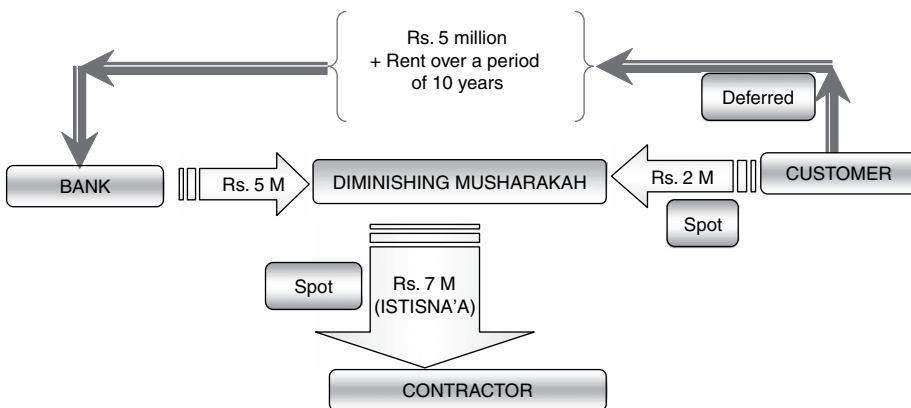 Rs. 5 million
+ Rent over a period
of 10 years
Deferred
BANK
Rs. 5 M
DIMINISHING MUSHARAKAH
Rs. 2 M
CUSTOMER
Spot
Spot
Rs. 7 M
(ISTISNA'A)
CONTRACTOR